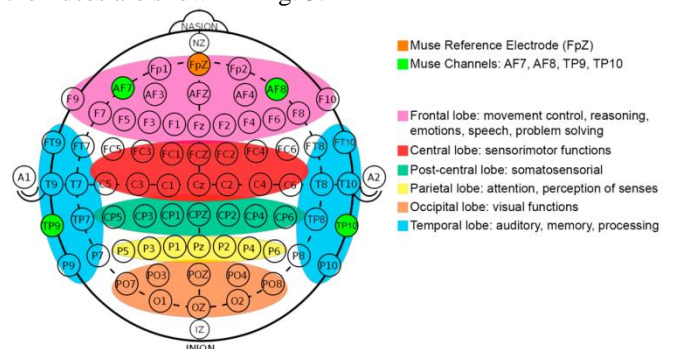 NASION
NZ
Fp1 FpZ Fp2
AF7 AF3 AFZ AF4 AF8
F9 F7 F5 F3 F1 Fz F2 F4 F6 F8 F10
FT9 FT7 FC5 FC3 FC1 FCZ FC2 FC4 FC6 FT8 FT10
A1 T9 T7 C5 C3 C1 Cz C2 C4 C6 T8 T10 A2
TP9 TP7 CP5 CP3 CP1 CPZ CP2 CP4 CP6 TP8 TP10
P9 P7 P5 P3 P1 Pz P2 P4 P6 P8 P10
PO7 PO3 POZ PO4 PO8
O1 OZ O2
IZ
INION
Muse Reference Electrode (FpZ)
Muse Channels: AF7, AF8, TP9, TP10
Frontal lobe: movement control, reasoning,
emotions, speech, problem solving
Central lobe: sensorimotor functions
Post-central lobe: somatosensorial
Parietal lobe: attention, perception of senses
Occipital lobe: visual functions
Temporal lobe: auditory, memory, processing